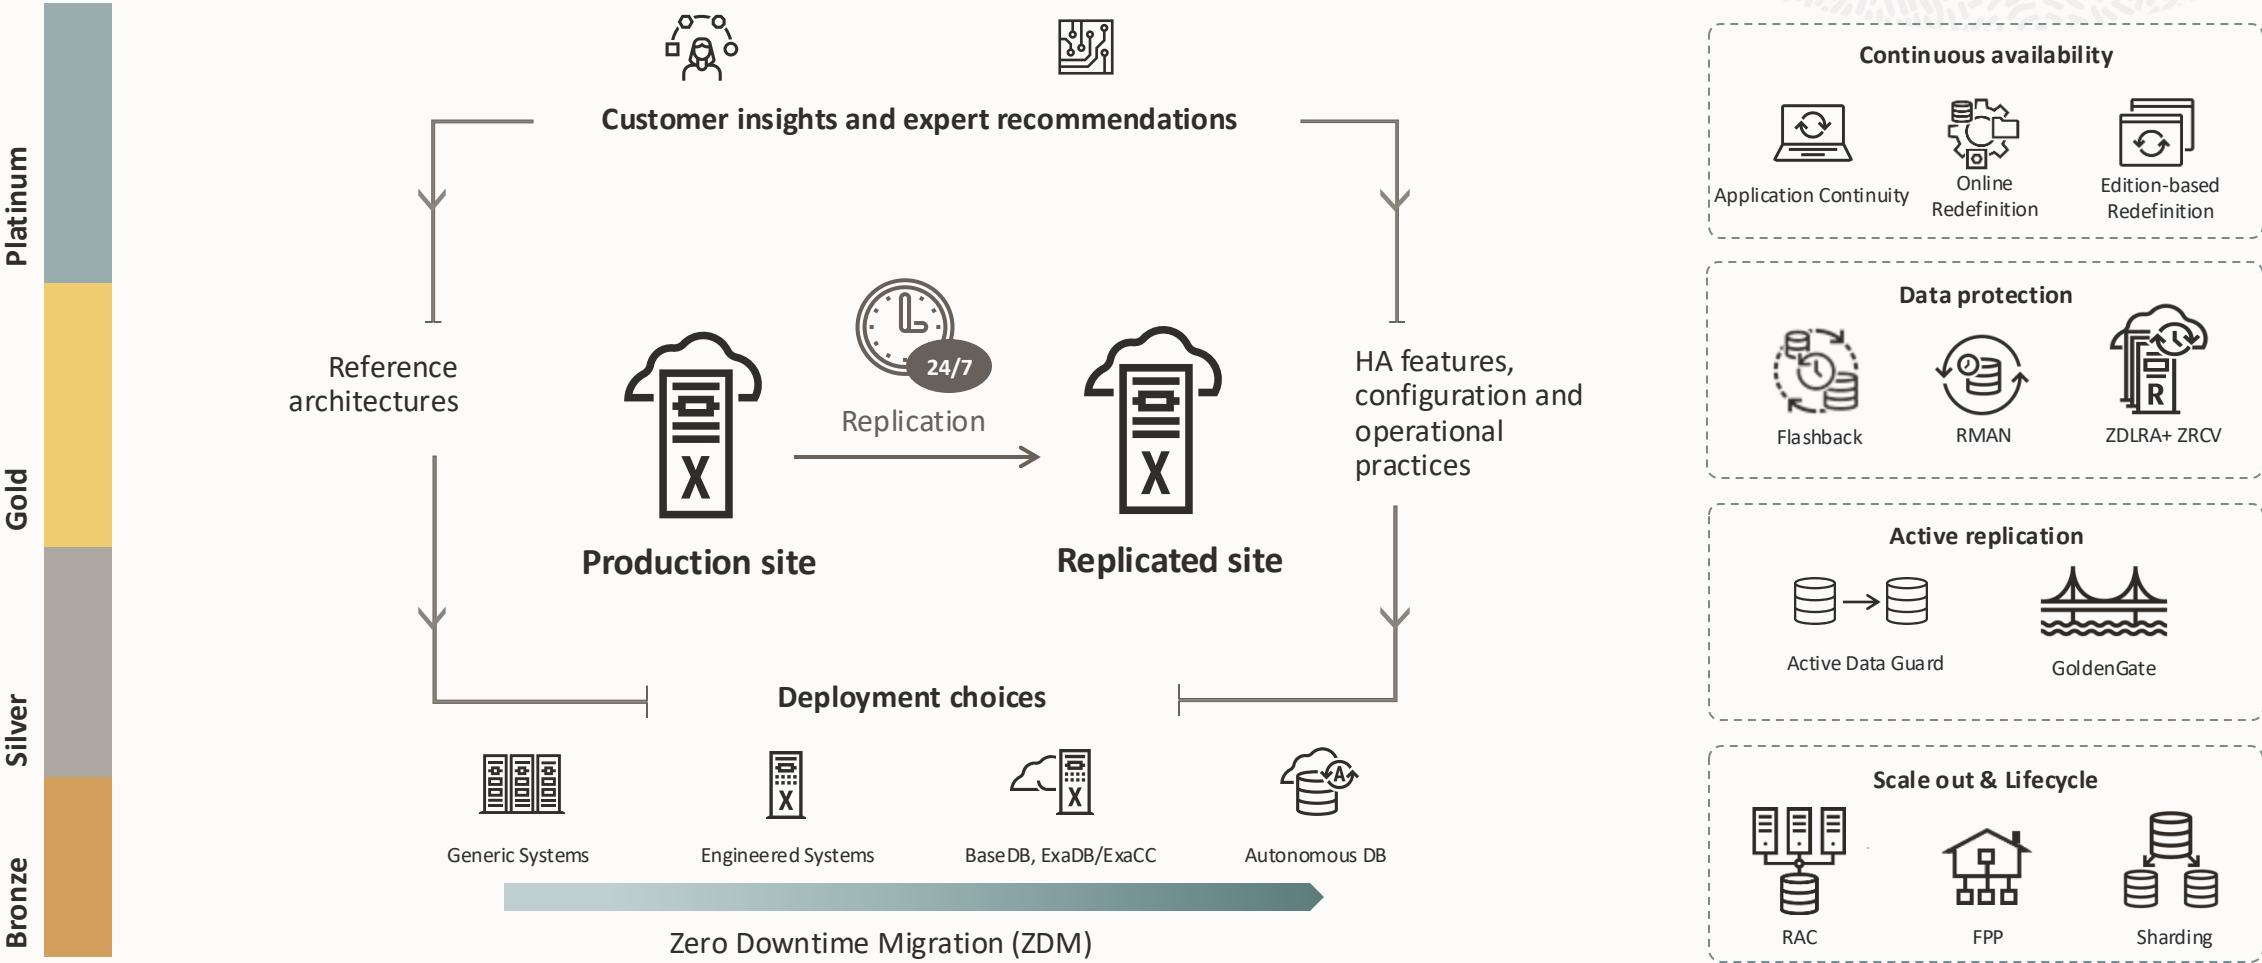 Platinum
Gold
Silver
Bronze
Customer insights and expert recommendations
Reference
architectures
24/7
Replication
X
Production site
X
Replicated site
HA features,
configuration and
operational
practices
Deployment choices
X
X
A
Generic Systems
Engineered Systems
BaseDB, ExaDB/ExaCC
Autonomous DB
Zero Downtime Migration (ZDM)
Continuous availability
Application Continuity
Online
Redefinition
Edition-based
Redefinition
Data protection
R
Flashback
RMAN
ZDLRA+ ZRCV
Active replication
Active Data Guard
GoldenGate
Scale out & Lifecycle
RAC
FPP
Sharding